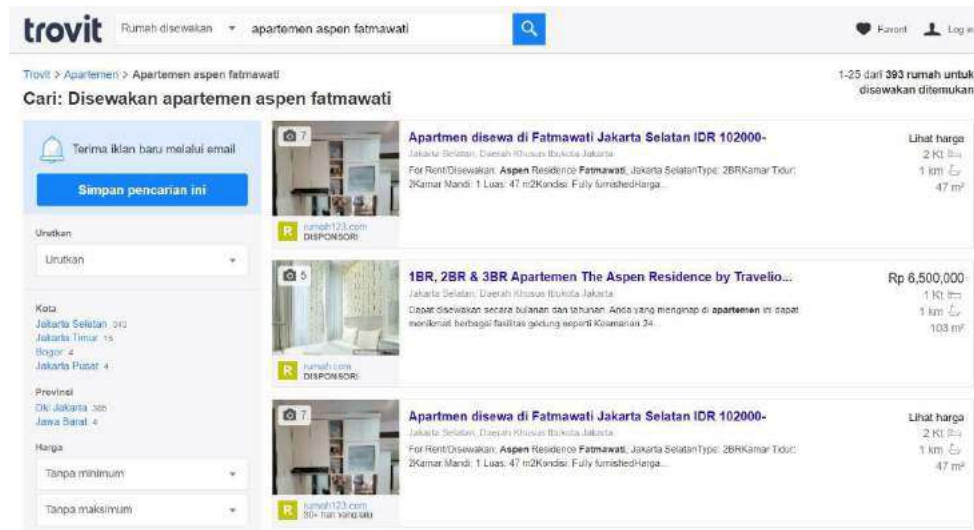 trovit
Rumah disewakan
apartemen aspen fatmawati
Favorit
Log in
Trovit > Apartemen > Apartemen aspen fatmawati
Cari: Disewakan apartemen aspen fatmawati
1-25 dari 393 rumah untuk
disewakan ditemukan
Terima iklan baru melalui email
Simpan pencarian ini
Urutkan
Urutkan
Kota
Jakarta Selatan
Jakarta Timur 15
Bogor 4
Jakarta Pusat 4
Provinsi
Dki Jakarta
Jawa Barat 4
Harga
Tanpa minimum
Tanpa maksimum
7
R
rumah123.com
DISPONSORI
Apartmen disewa di Fatmawati Jakarta Selatan IDR 102000-
Jakarta Selatan, Daerah Khusus Ibukota Jakarta
For Rent/Disewakan: Aspen Residence Fatmawati, Jakarta SelatanType: 2BRKamar Tidur:
2Kamar Mandi: 1 Luas: 47 m2Kondisi: Fully furnishedHarga...
Lihat harga
2 Kt
1 km
47 m²
5
R
rumah.com
DISPONSORI
1BR, 2BR & 3BR Apartemen The Aspen Residence by Travelio...
Jakarta Selatan, Daerah Khusus Ibukota Jakarta
Dapat disewakan secara bulanan dan tahunan. Anda yang menginap di apartemen ini dapat
menikmati berbagai fasilitas gedung seperti Keamanan 24...
Rp 6,500,000
1 Kt
1 km
103 m²
7
R
rumah123.com
30+ hari yang lalu
Apartmen disewa di Fatmawati Jakarta Selatan IDR 102000-
Jakarta Selatan, Daerah Khusus Ibukota Jakarta
For Rent/Disewakan: Aspen Residence Fatmawati, Jakarta SelatanType: 2BRKamar Tidur:
2Kamar Mandi: 1 Luas: 47 m2Kondisi: Fully furnishedHarga...
Lihat harga
2 Kt
1 km
47 m²